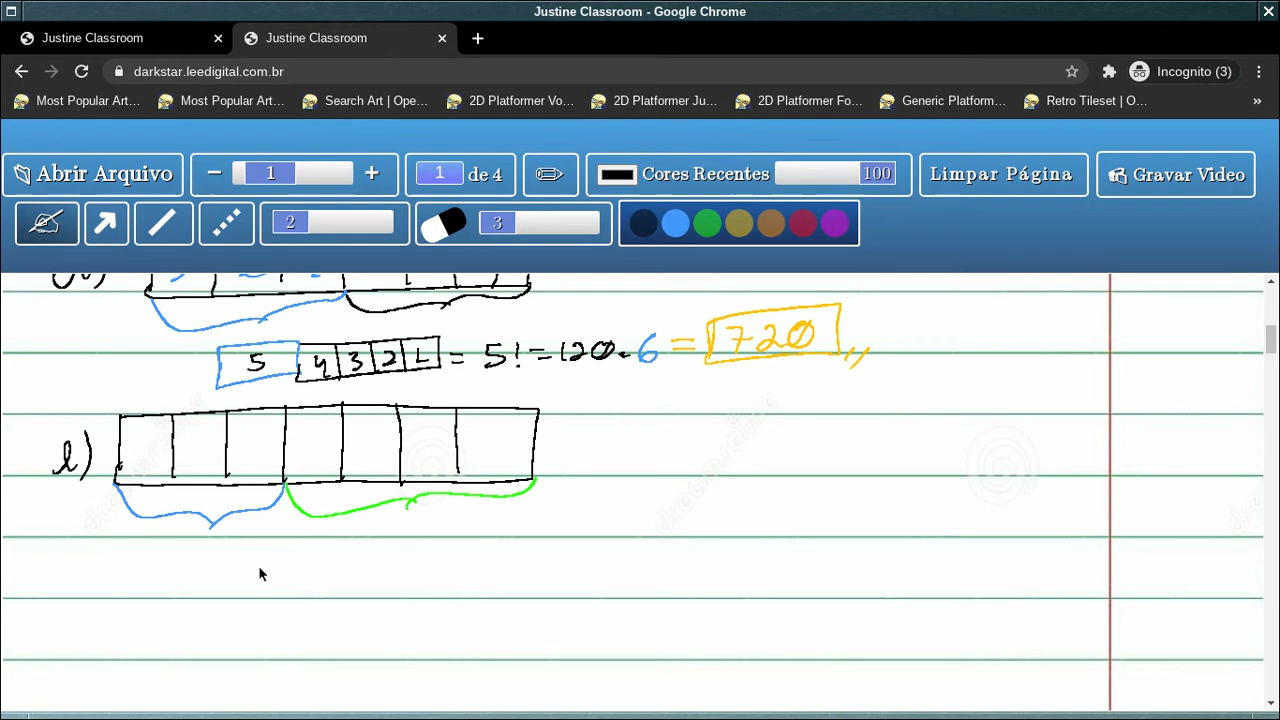 Justine Classroom - Google Chrome
Justine Classroom
Justine Classroom
darkstar.leedigital.com.br
Incognito (3)
Most Popular Art...
Most Popular Art...
Search Art | Ope...
2D Platformer Vo...
2D Platformer Ju...
2D Platformer Fo...
Generic Platform...
Retro Tileset | O...
»
Abrir Arquivo
− 1 +
1 de 4
Cores Recentes 100
Limpar Página
Gravar Video
2
3
5 4 3 2 1 = 5! = 120 . 6 = 720 ,,
l)
dreamstime